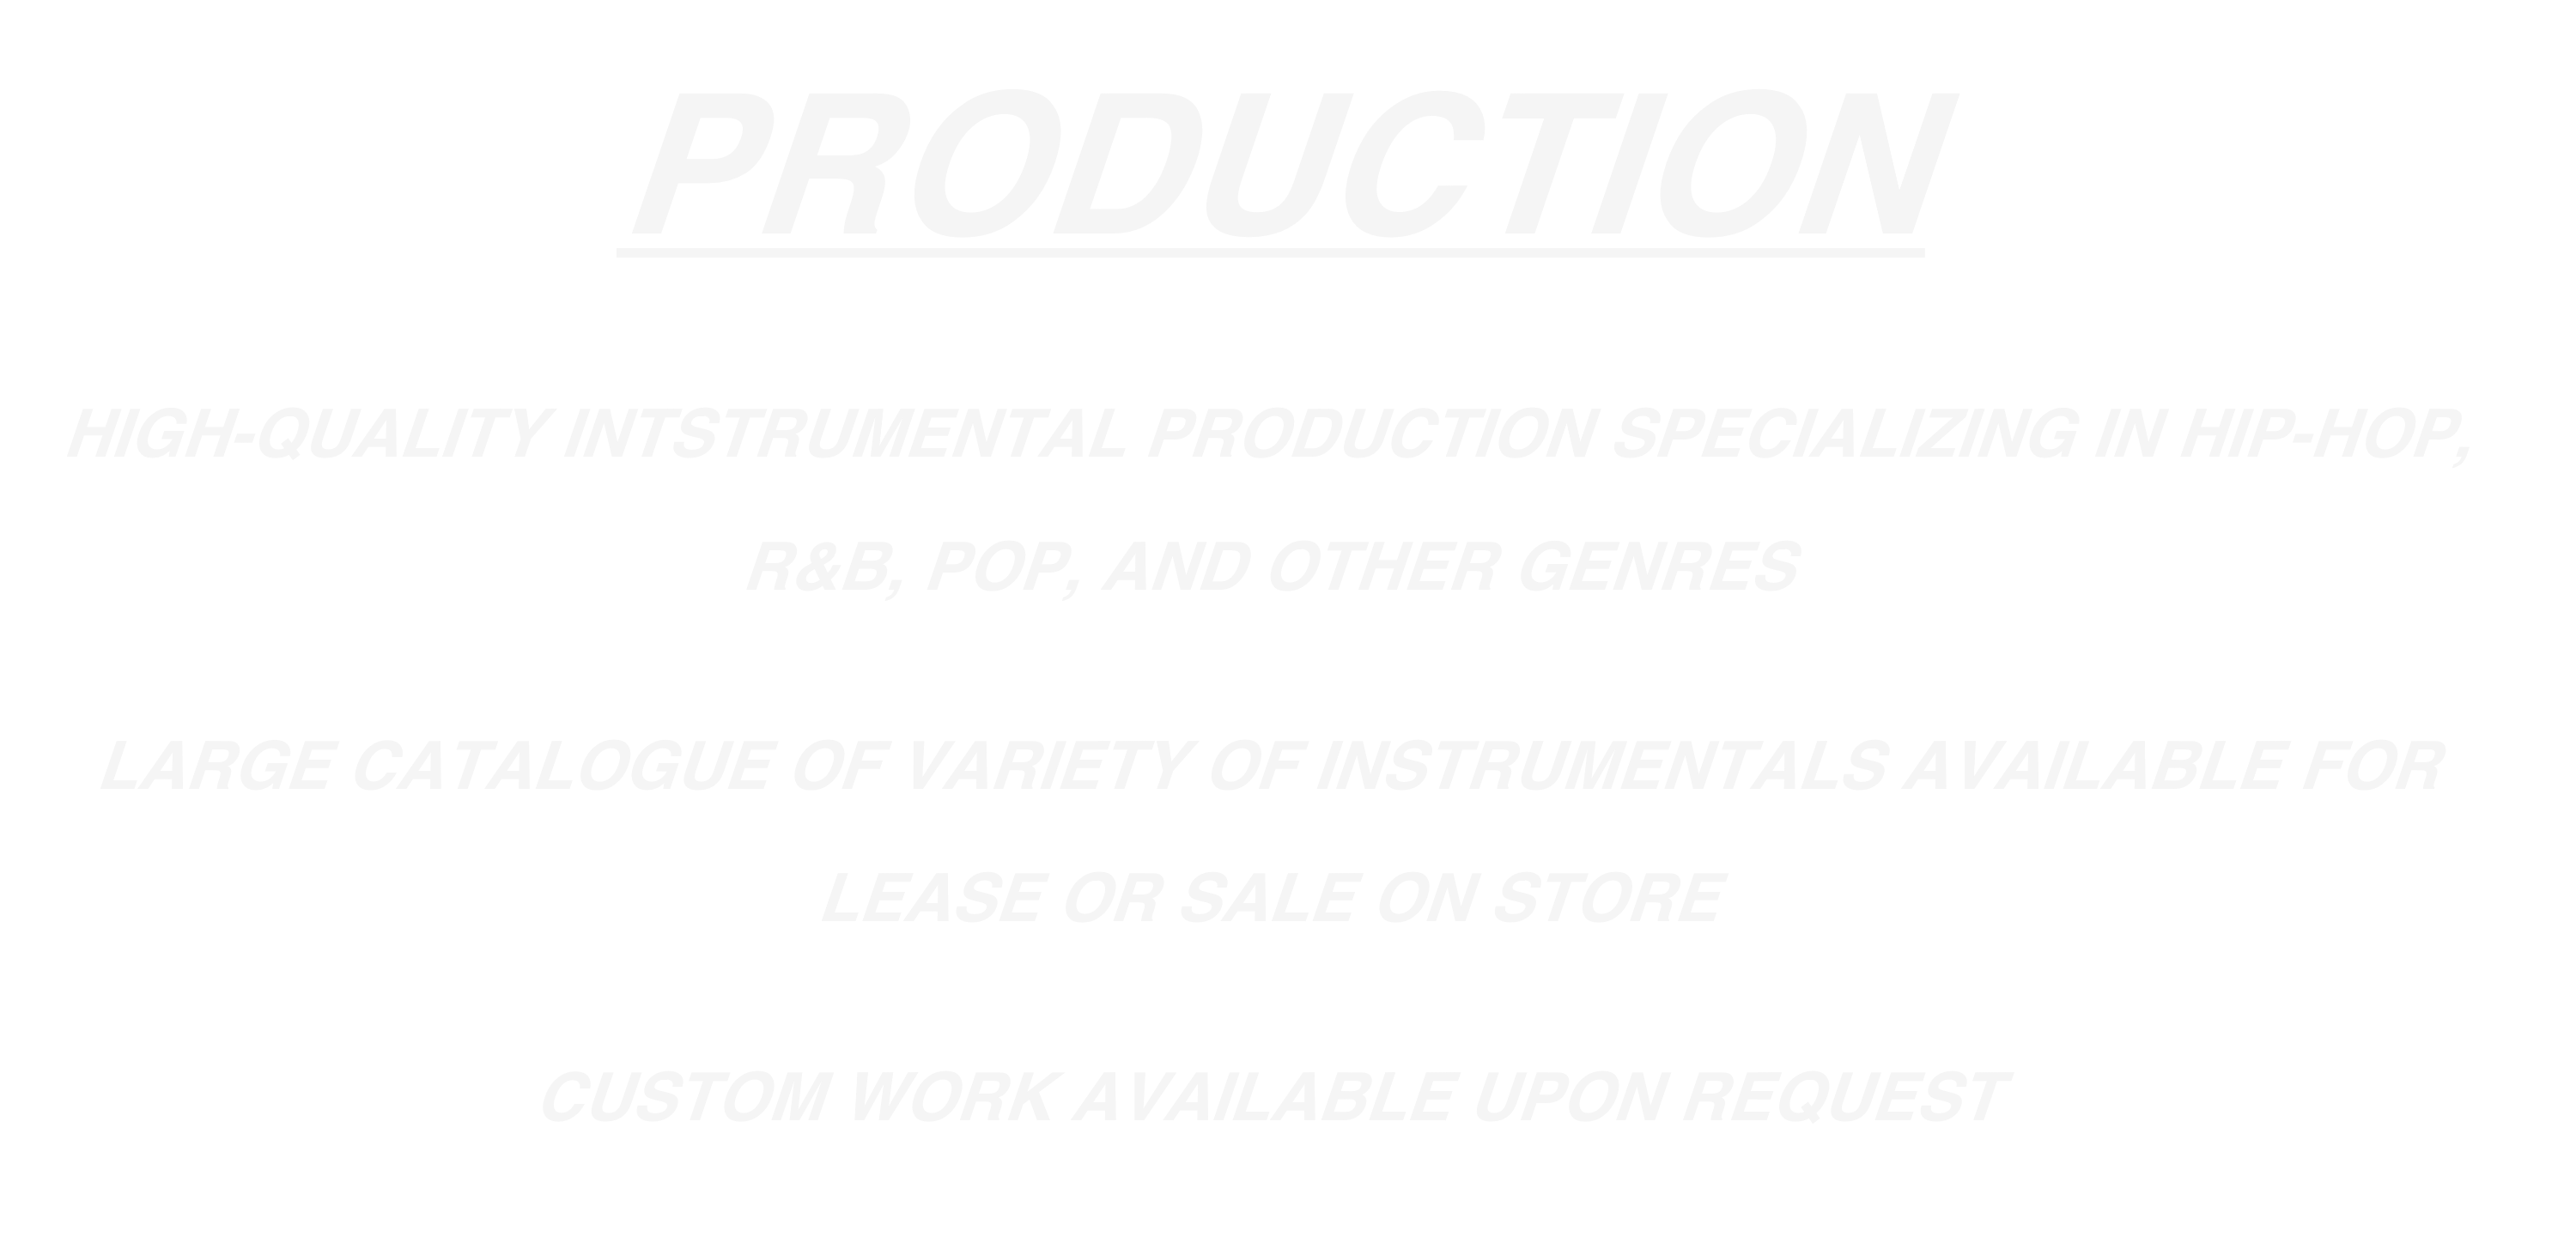 PRODUCTION
HIGH-QUALITY INTSTRUMENTAL PRODUCTION SPECIALIZING IN HIP-HOP,
R&B, POP, AND OTHER GENRES
LARGE CATALOGUE OF VARIETY OF INSTRUMENTALS AVAILABLE FOR
LEASE OR SALE ON STORE
CUSTOM WORK AVAILABLE UPON REQUEST